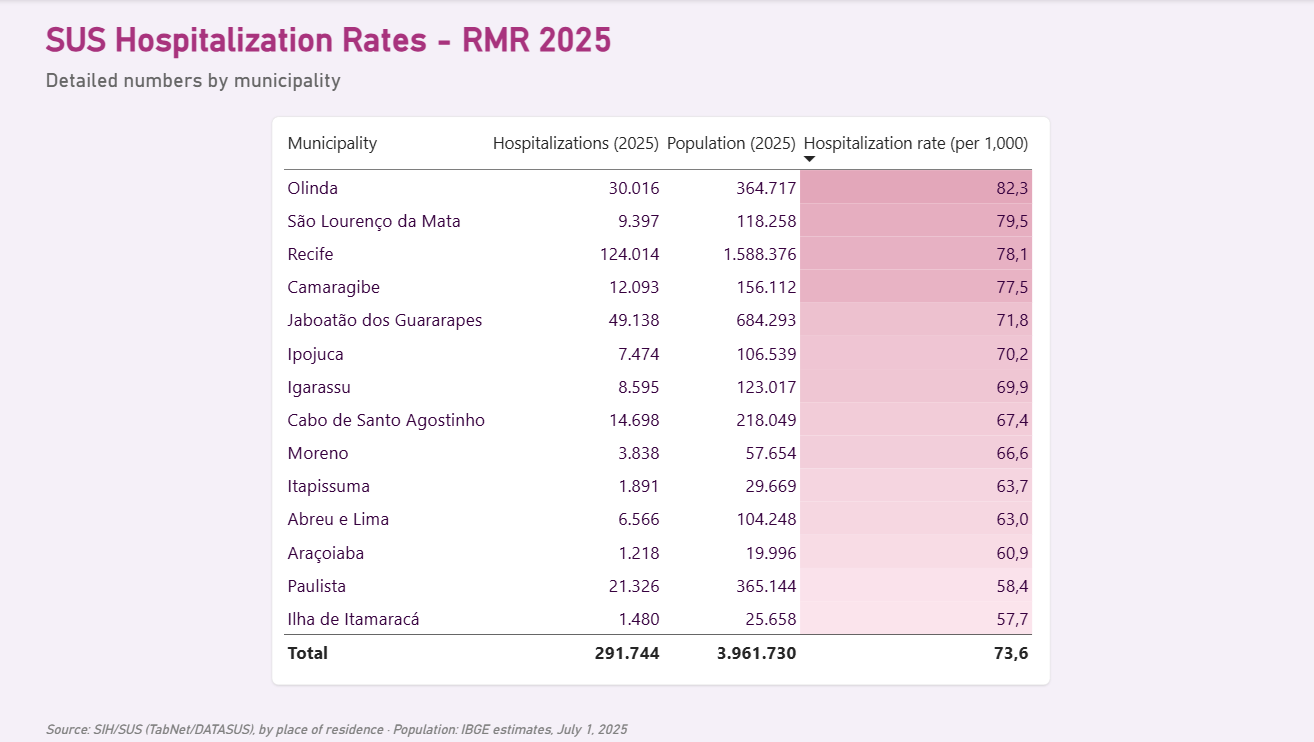 SUS Hospitalization Rates - RMR 2025
Detailed numbers by municipality
Municipality Hospitalizations (2025) Population (2025) Hospitalization rate (per 1,000)
Olinda 30.016 364.717 82,3
São Lourenço da Mata 9.397 118.258 79,5
Recife 124.014 1.588.376 78,1
Camaragibe 12.093 156.112 77,5
Jaboatão dos Guararapes 49.138 684.293 71,8
Ipojuca 7.474 106.539 70,2
Igarassu 8.595 123.017 69,9
Cabo de Santo Agostinho 14.698 218.049 67,4
Moreno 3.838 57.654 66,6
Itapissuma 1.891 29.669 63,7
Abreu e Lima 6.566 104.248 63,0
Araçoiaba 1.218 19.996 60,9
Paulista 21.326 365.144 58,4
Ilha de Itamaracá 1.480 25.658 57,7
Total 291.744 3.961.730 73,6
Source: SIH/SUS (TabNet/DATASUS), by place of residence · Population: IBGE estimates, July 1, 2025